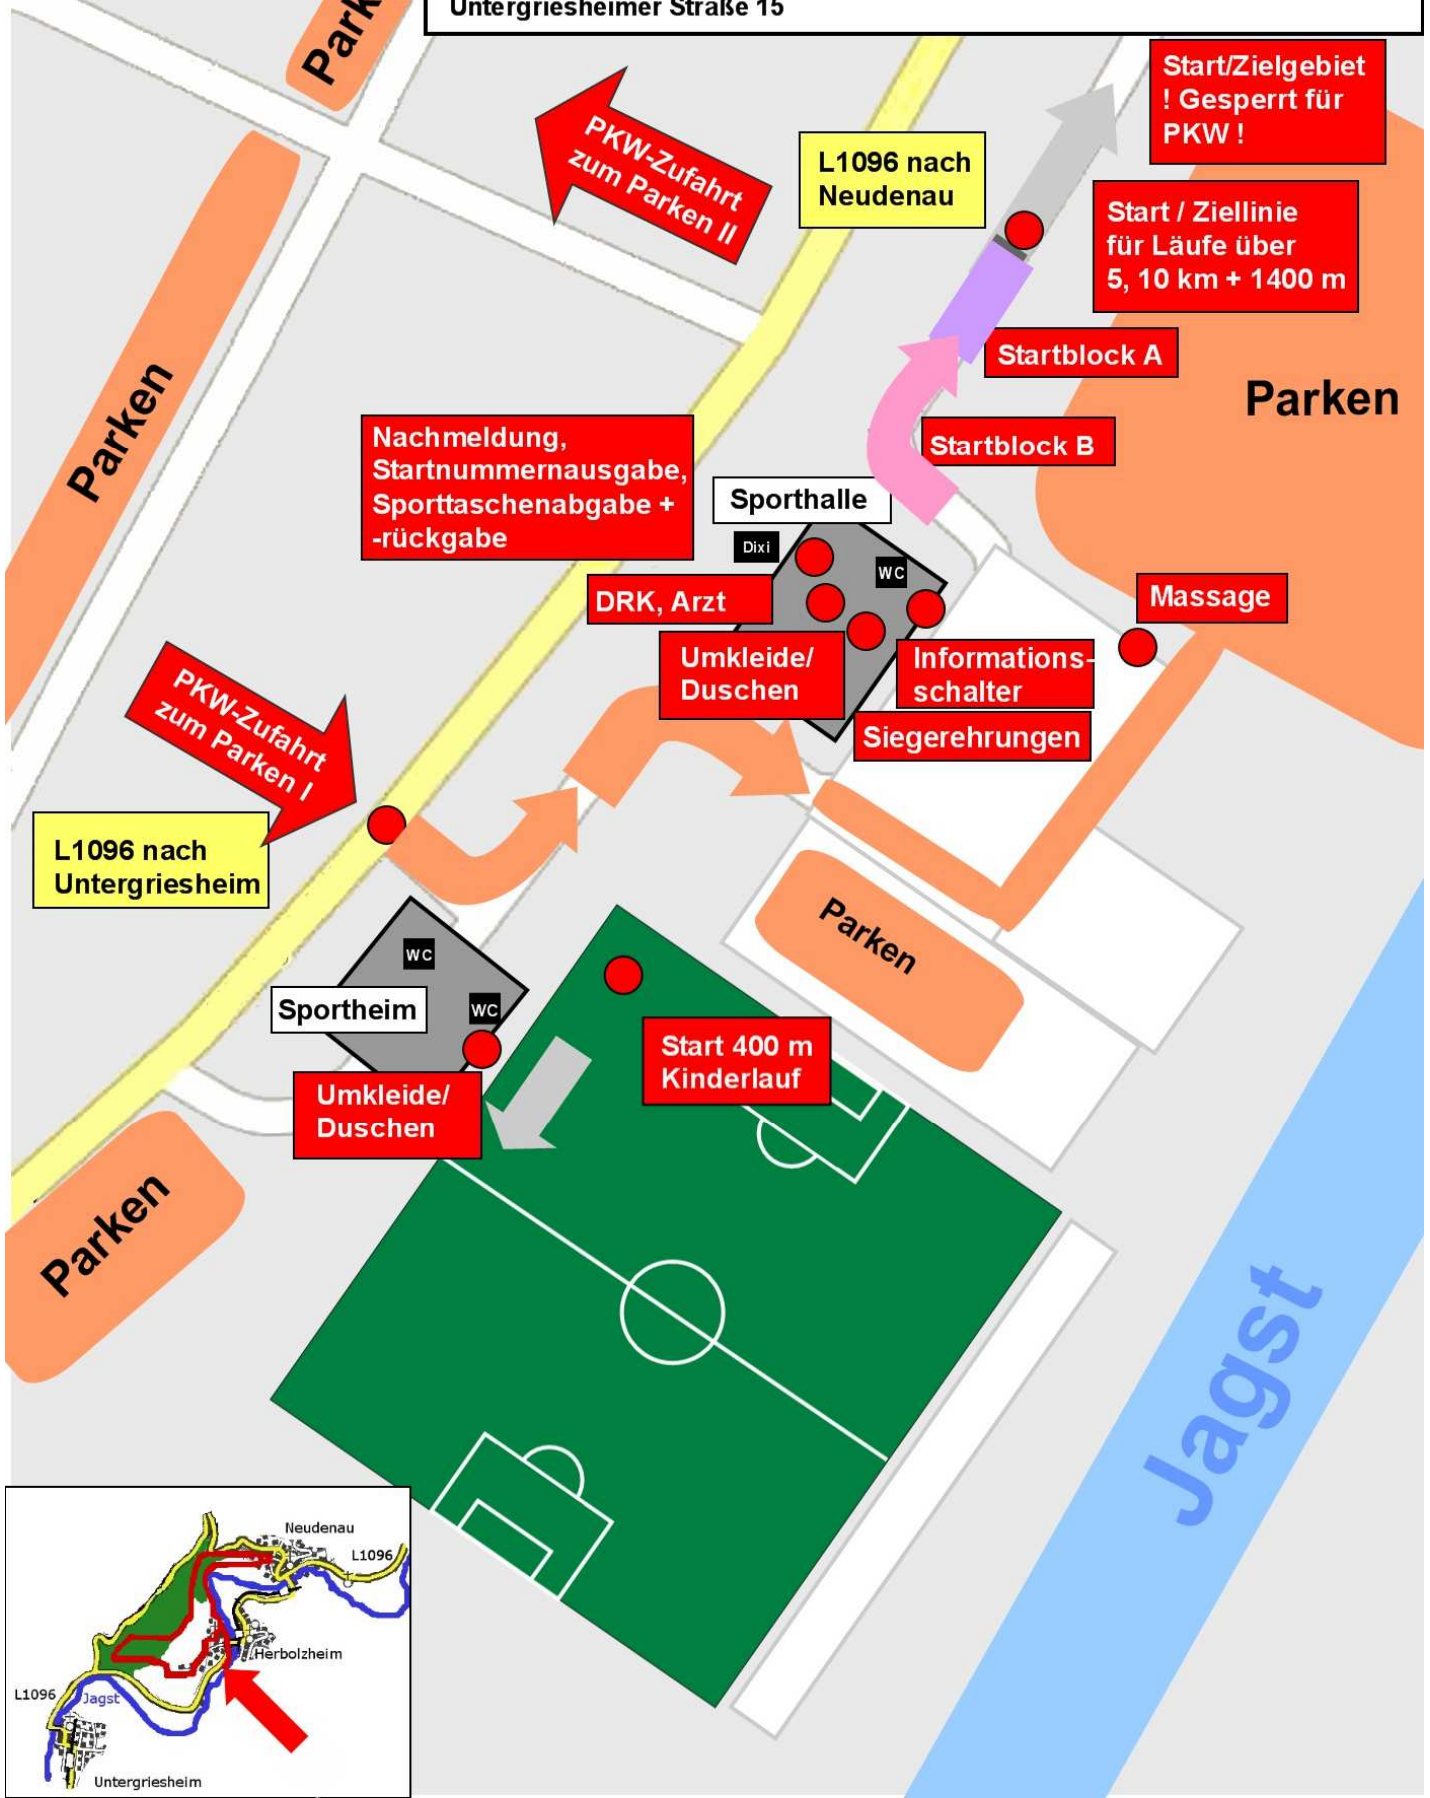 Untergriesheimer Straße 15
Park
Start/Zielgebiet
! Gesperrt für
PKW !
PKW-Zufahrt
zum Parken II
L1096 nach
Neudenau
Start / Ziellinie
für Läufe über
5, 10 km + 1400 m
Startblock A
Parken
Parken
Nachmeldung,
Startnummernausgabe,
Sporttaschenabgabe +
-rückgabe
Startblock B
Sporthalle
Dixi
WC
DRK, Arzt
Massage
Umkleide/
Duschen
Informations-
schalter
Siegerehrungen
PKW-Zufahrt
zum Parken I
L1096 nach
Untergriesheim
Parken
WC
Sportheim
WC
Start 400 m
Kinderlauf
Umkleide/
Duschen
Parken
Jagst
Neudenau
L1096
Herbolzheim
L1096
Jagst
Untergriesheim